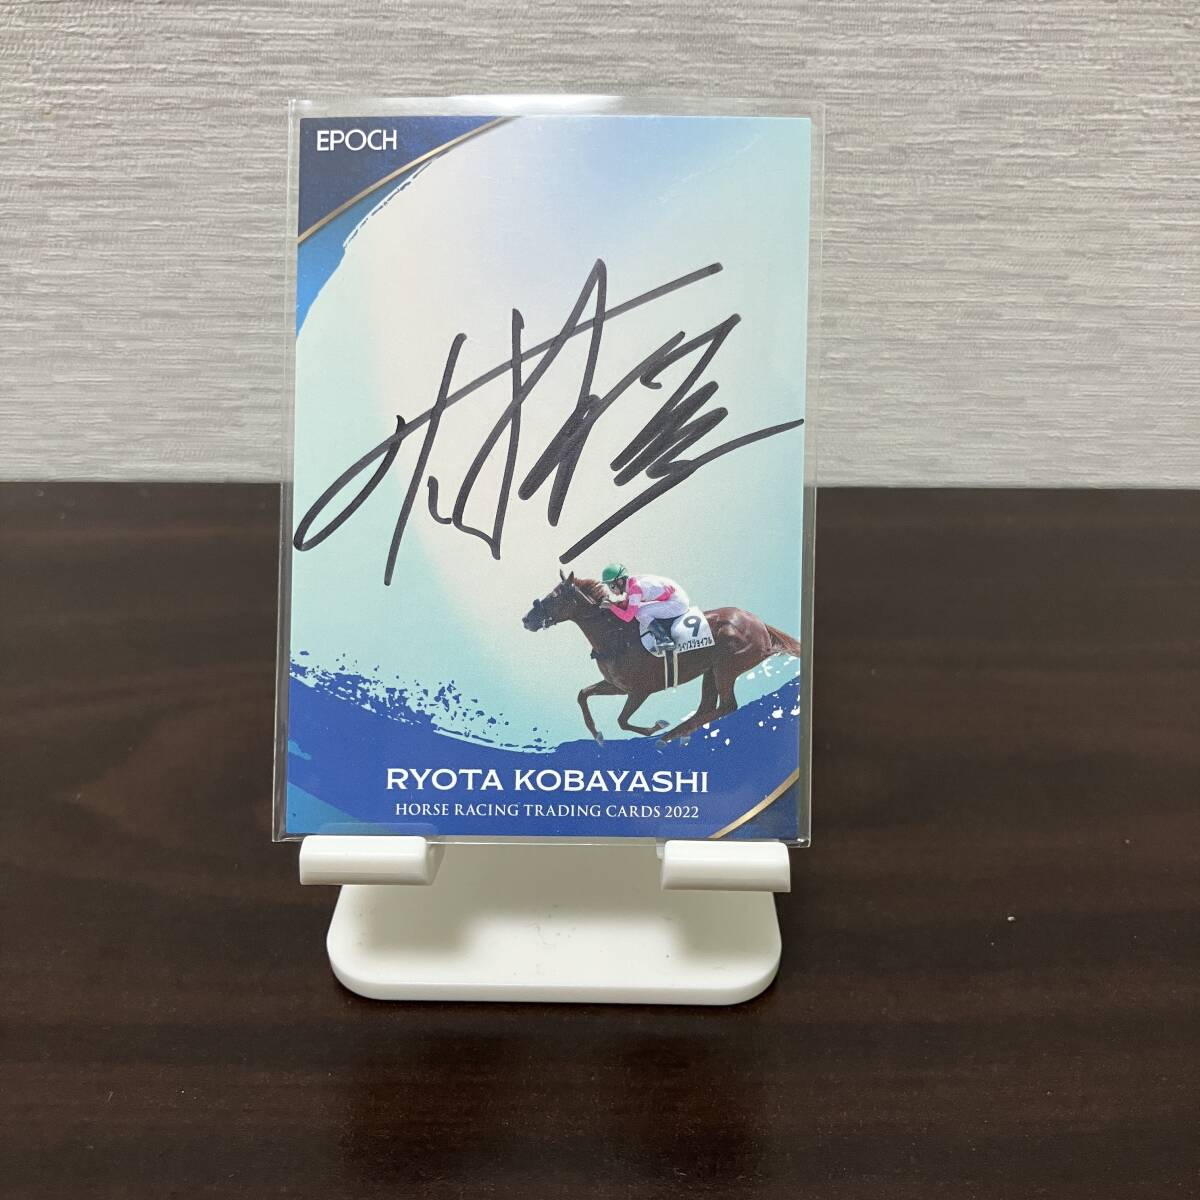 EPOCH
9
RYOTA KOBAYASHI
HORSE RACING TRADING CARDS 2022